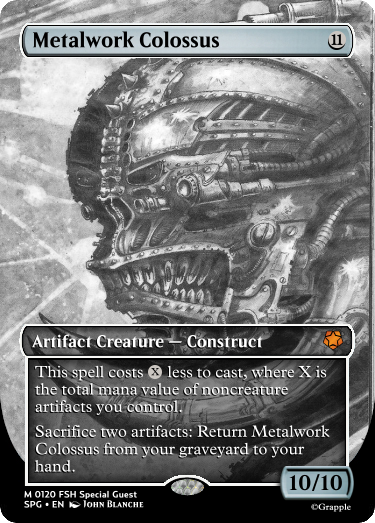 Metalwork Colossus 11
Artifact Creature — Construct
This spell costs X less to cast, where X is
the total mana value of noncreature
artifacts you control.
Sacrifice two artifacts: Return Metalwork
Colossus from your graveyard to your
hand.
10/10
M 0120 FSH Special Guest
SPG • EN John Blanche
©Grapple